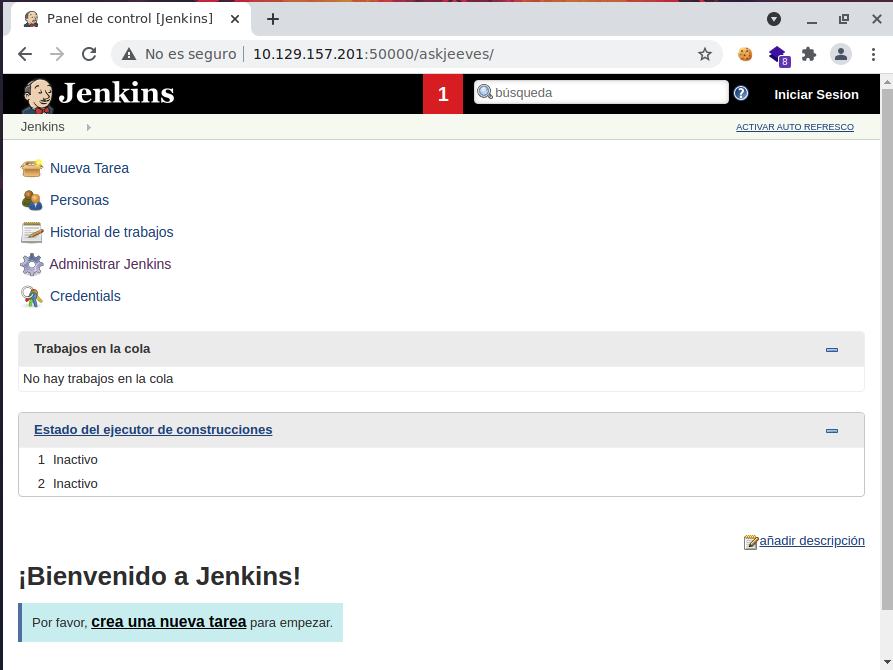 Panel de control [Jenkins]
No es seguro 10.129.157.201:50000/askjeeves/
8
Jenkins 1 búsqueda Iniciar Sesion
Jenkins ACTIVAR AUTO REFRESCO
Nueva Tarea
Personas
Historial de trabajos
Administrar Jenkins
Credentials
Trabajos en la cola
No hay trabajos en la cola
Estado del ejecutor de construcciones
1 Inactivo
2 Inactivo
añadir descripción
¡Bienvenido a Jenkins!
Por favor, crea una nueva tarea para empezar.